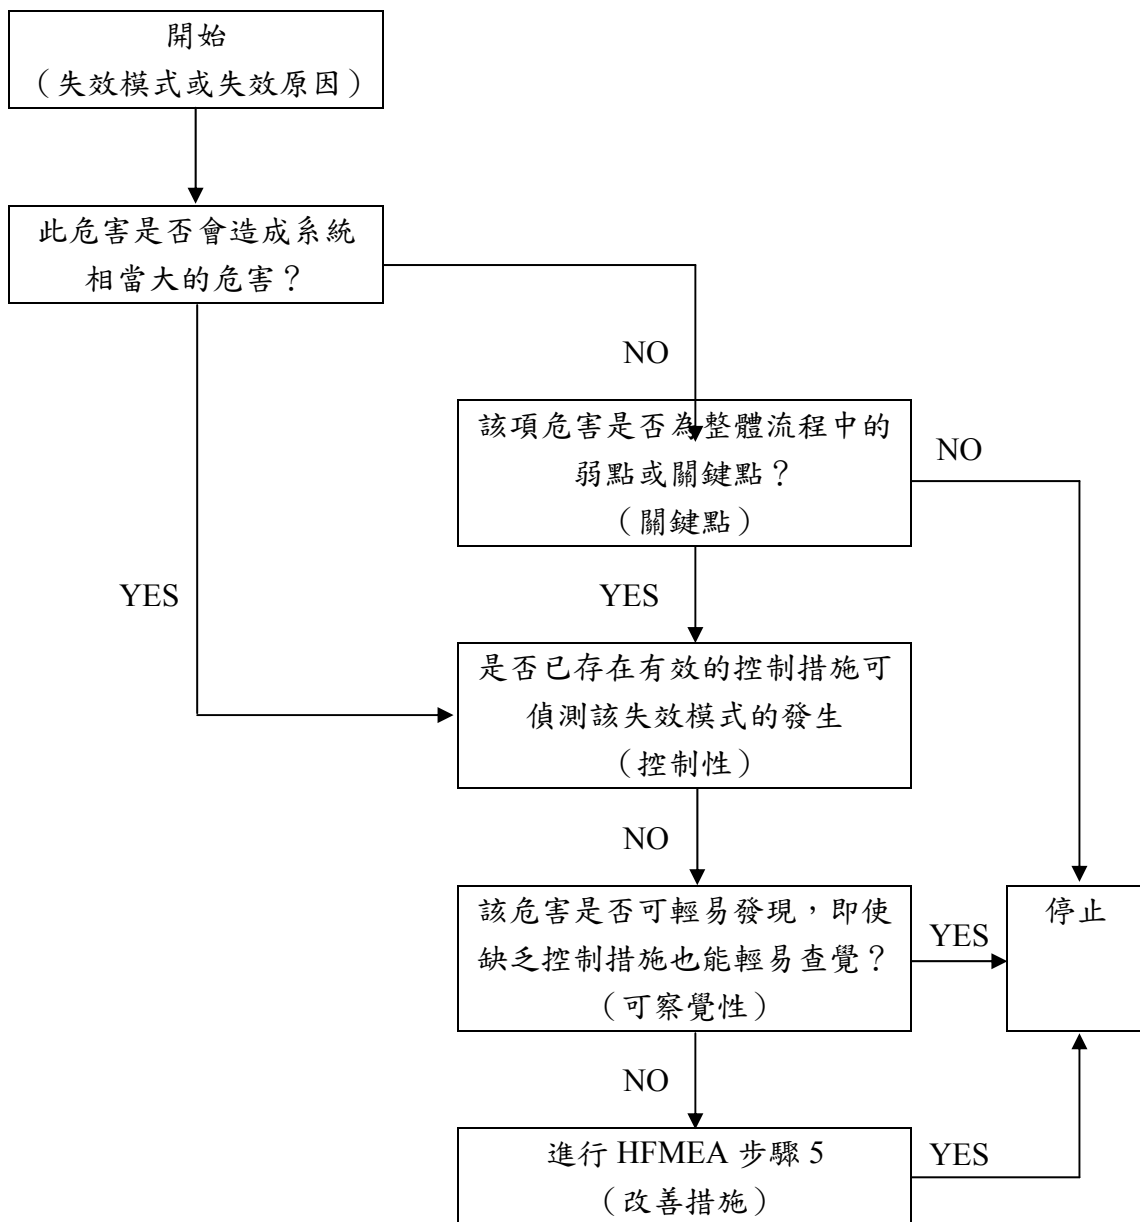 開始
（失效模式或失效原因）
此危害是否會造成系統
相當大的危害？
NO
該項危害是否為整體流程中的
弱點或關鍵點？
（關鍵點）
NO
YES
YES
是否已存在有效的控制措施可
偵測該失效模式的發生
（控制性）
NO
該危害是否可輕易發現，即使
缺乏控制措施也能輕易查覺？
（可察覺性）
YES
停止
NO
進行 HFMEA 步驟 5
（改善措施）
YES